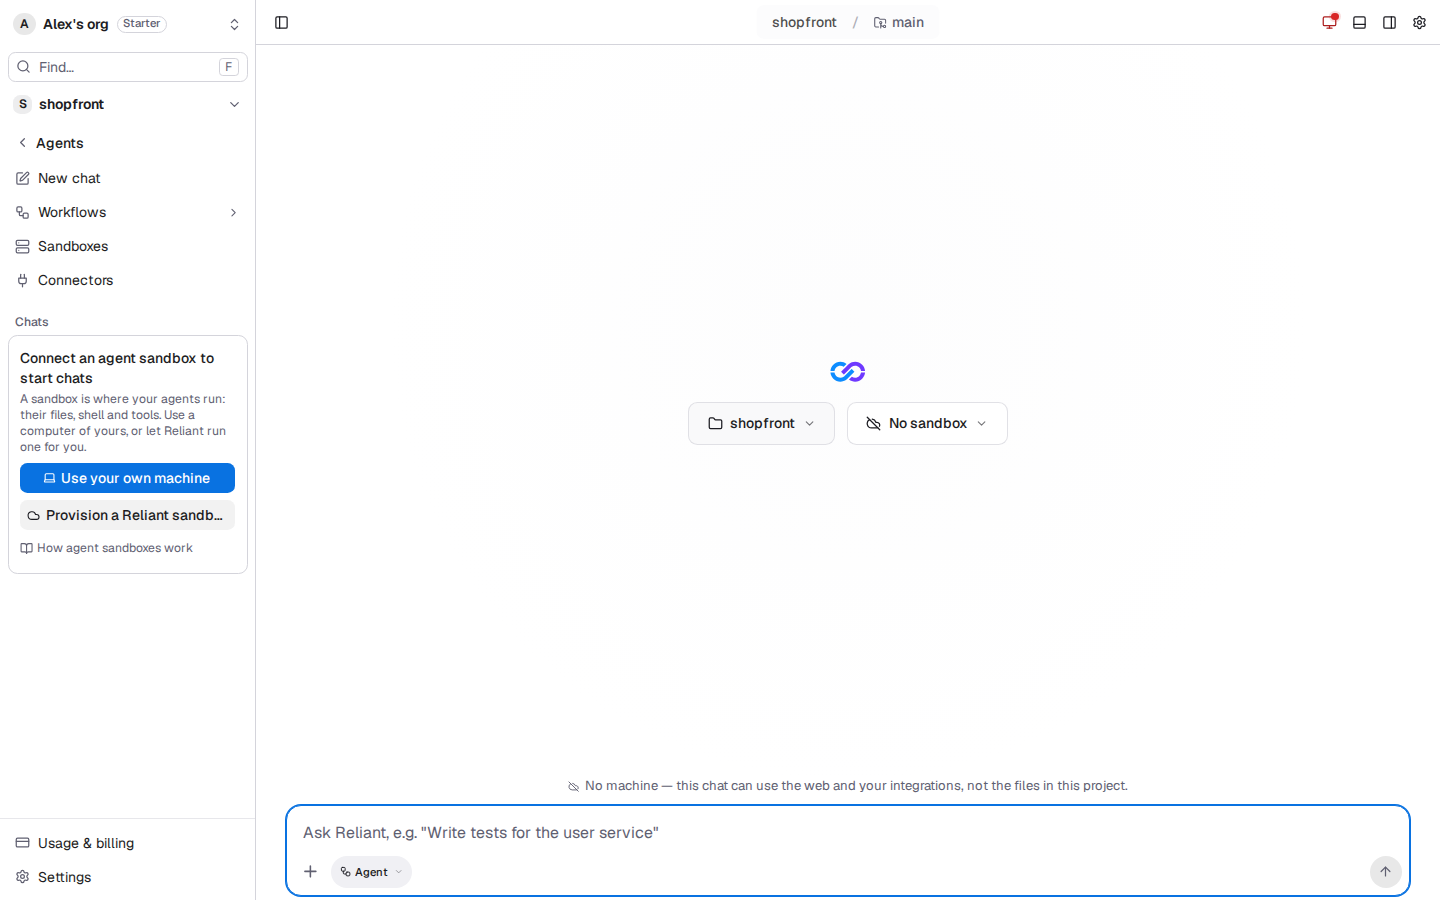 A Alex's org Starter
Find... F
S shopfront
Agents
New chat
Workflows
Sandboxes
Connectors
Chats
Connect an agent sandbox to
start chats
A sandbox is where your agents run:
their files, shell and tools. Use a
computer of yours, or let Reliant run
one for you.
Use your own machine
Provision a Reliant sandb...
How agent sandboxes work
Usage & billing
Settings
shopfront / main
shopfront
No sandbox
No machine — this chat can use the web and your integrations, not the files in this project.
Ask Reliant, e.g. "Write tests for the user service"
Agent